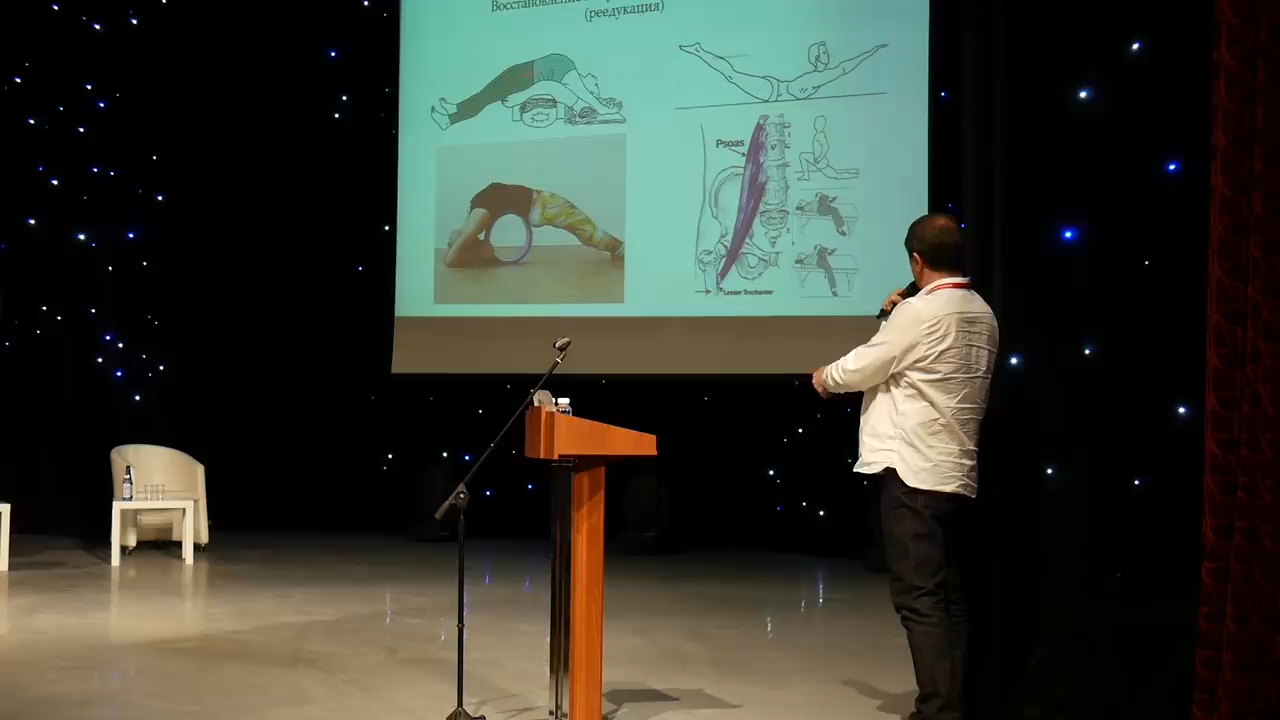 Восстановление
(реедукация)
Psoas
Lesser Trochanter